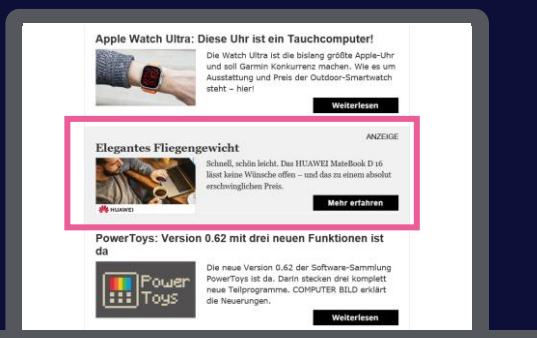 Apple Watch Ultra: Diese Uhr ist ein Tauchcomputer!
Die Watch Ultra ist die bislang größte Apple-Uhr
und soll Garmin Konkurrenz machen. Wie es um
Ausstattung und Preis der Outdoor-Smartwatch
steht – hier!
Weiterlesen
ANZEIGE
Elegantes Fliegengewicht
Schnell, schön leicht. Das HUAWEI MateBook D 16
lässt keine Wünsche offen – und das zu einem absolut
erschwinglichen Preis.
HUAWEI
Mehr erfahren
PowerToys: Version 0.62 mit drei neuen Funktionen ist
da
Power
Toys
Die neue Version 0.62 der Software-Sammlung
PowerToys ist da. Darin stecken drei komplett
neue Teilprogramme. COMPUTER BILD erklärt
die Neuerungen.
Weiterlesen